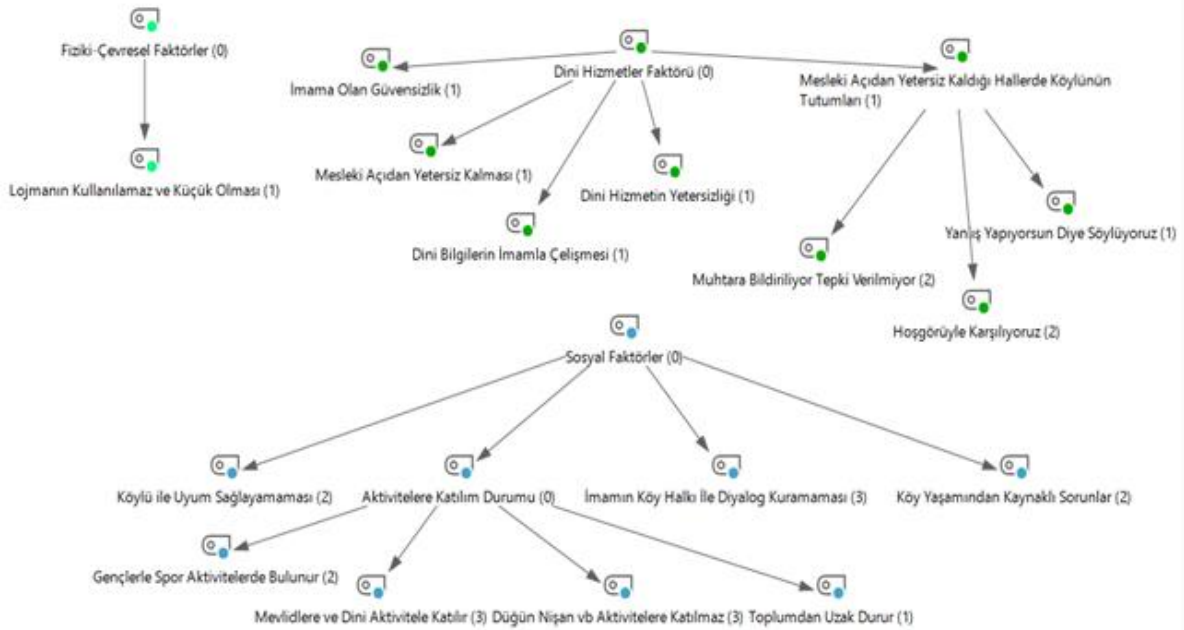 Fiziki-Çevresel Faktörler (0)
Dini Hizmetler Faktörü (0)
İmama Olan Güvensizlik (1)
Mesleki Açıdan Yetersiz Kaldığı Hallerde Köylünün
Tutumları (1)
Mesleki Açıdan Yetersiz Kalması (1)
Lojmanın Kullanılamaz ve Küçük Olması (1)
Dini Hizmetin Yetersizliği (1)
Dini Bilgilerin İmamla Çelişmesi (1)
Yanlış Yapıyorsun Diye Söylüyoruz (1)
Muhtara Bildiriliyor Tepki Verilmiyor (2)
Hoşgörüyle Karşılıyoruz (2)
Sosyal Faktörler (0)
Köylü ile Uyum Sağlayamaması (2)
Aktivitelere Katılım Durumu (0)
İmamın Köy Halkı İle Diyalog Kuramaması (3)
Köy Yaşamından Kaynaklı Sorunlar (2)
Gençlerle Spor Aktivitelerde Bulunur (2)
Mevlidlere ve Dini Aktivitele Katılır (3)
Düğün Nişan vb Aktivitelere Katılmaz (3)
Toplumdan Uzak Durur (1)